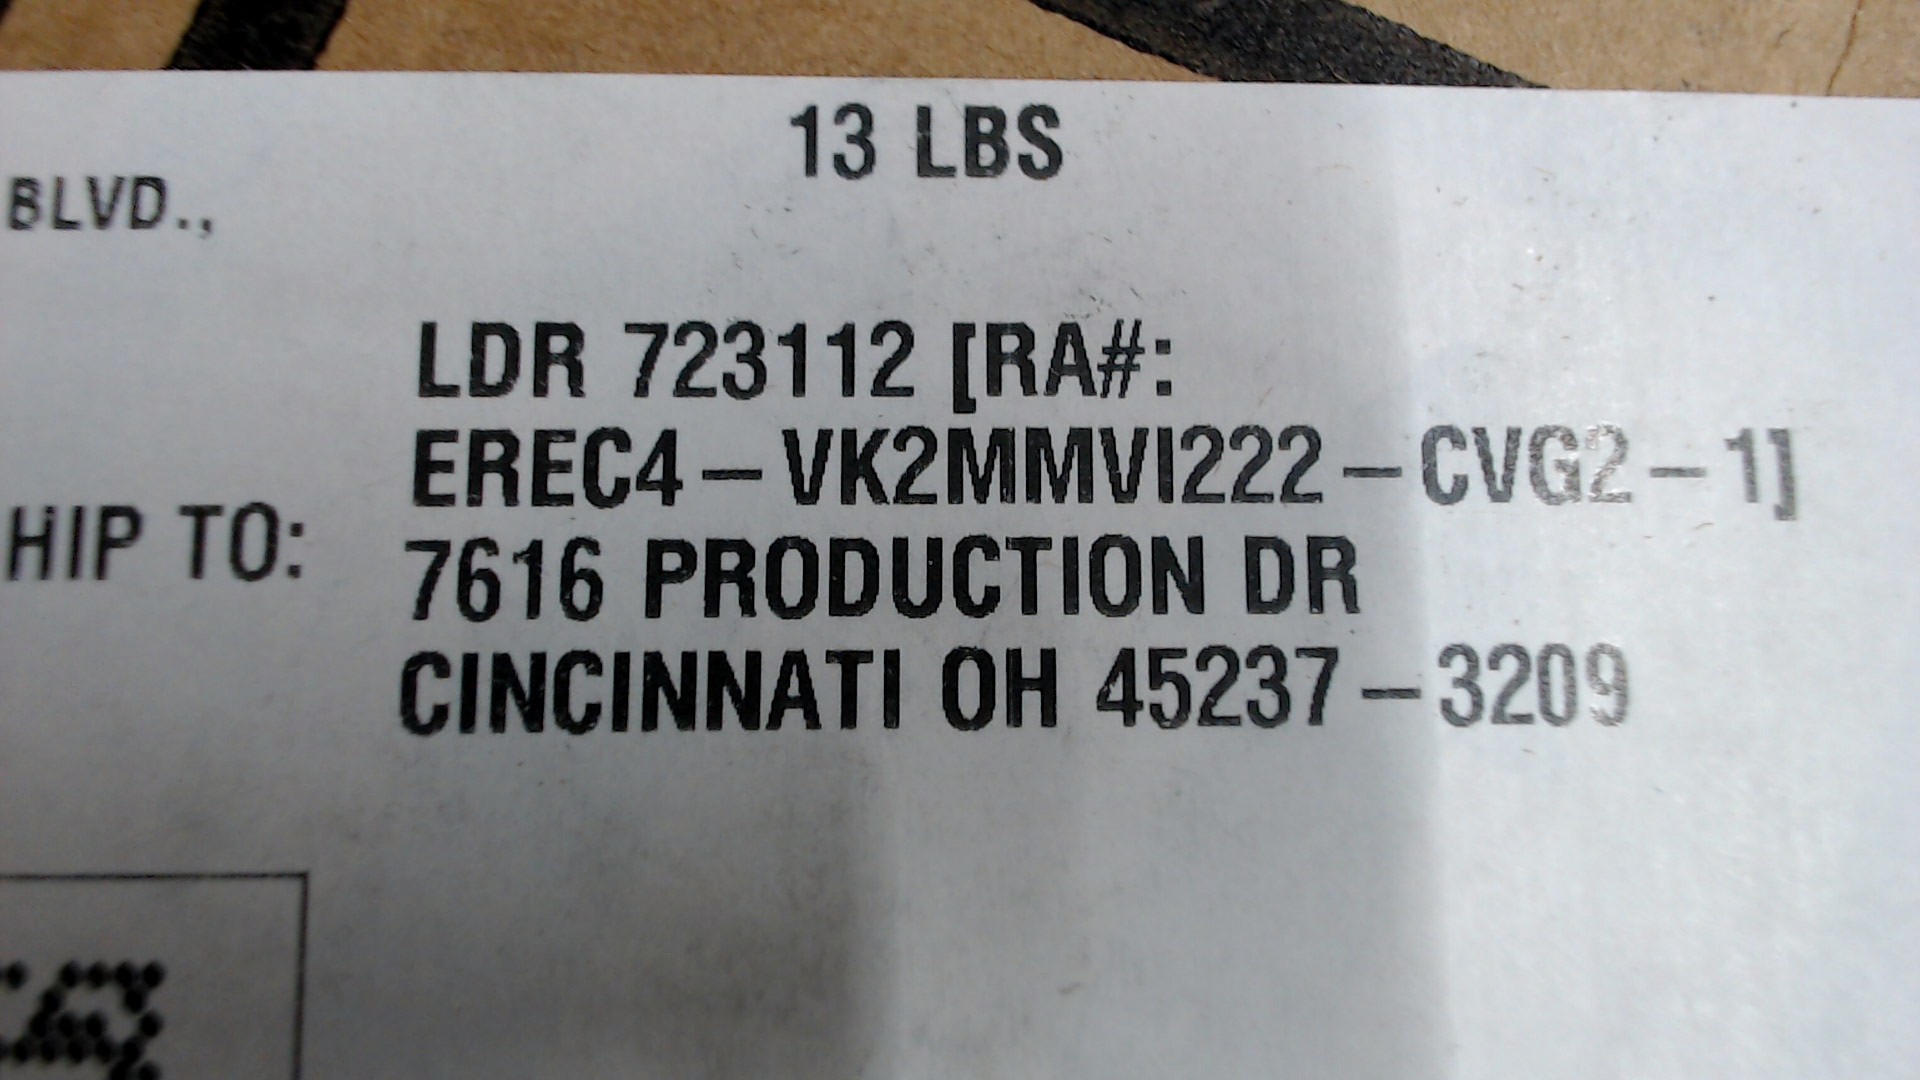 13 LBS
BLVD.,
LDR 723112 [RA#:
EREC4-VK2MMVI222-CVG2-1]
HIP TO:
7616 PRODUCTION DR
CINCINNATI OH 45237-3209